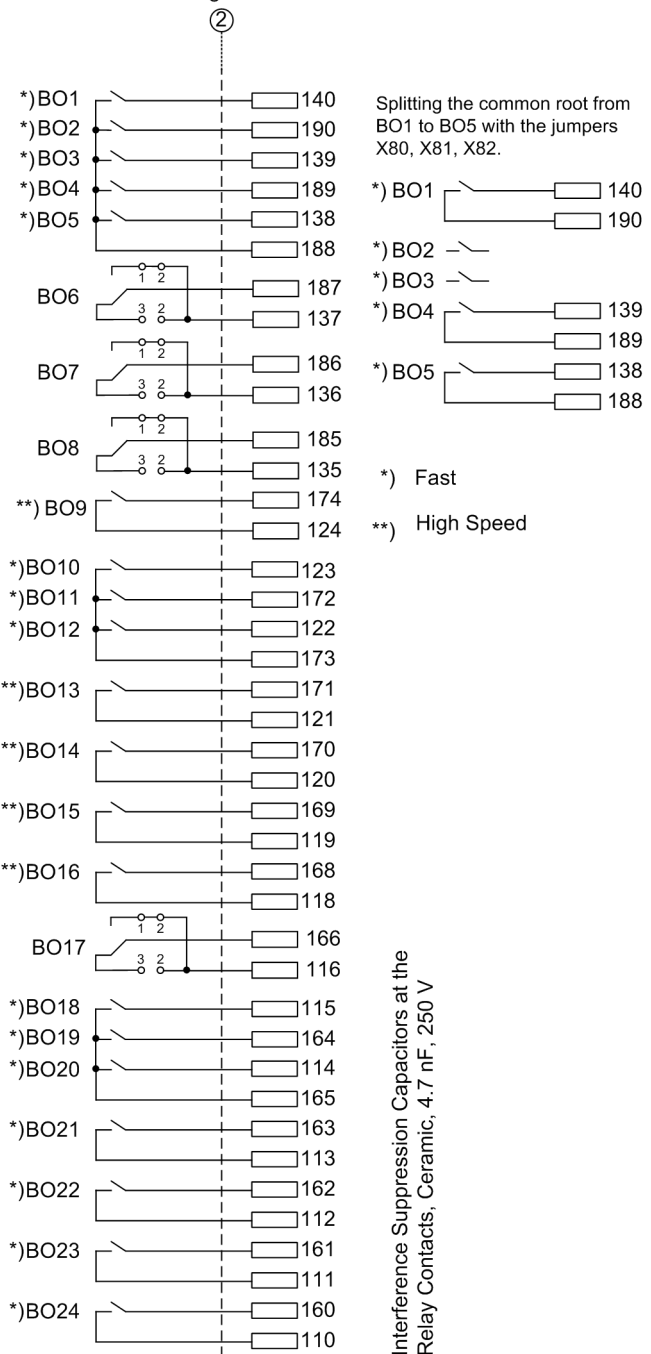 2
*)BO1 140
*)BO2 190
*)BO3 139
*)BO4 189
*)BO5 138
188
1 2
BO6 187
3 2 137
1 2
BO7 186
3 2 136
1 2
BO8 185
3 2 135
**) BO9 174
124
*)BO10 123
*)BO11 172
*)BO12 122
173
**)BO13 171
121
**)BO14 170
120
**)BO15 169
119
**)BO16 168
118
1 2
BO17 166
3 2 116
*)BO18 115
*)BO19 164
*)BO20 114
165
*)BO21 163
113
*)BO22 162
112
*)BO23 161
111
*)BO24 160
110
Splitting the common root from
BO1 to BO5 with the jumpers
X80, X81, X82.
*) BO1 140
190
*) BO2
*) BO3
*) BO4 139
189
*) BO5 138
188
*) Fast
**) High Speed
Interference Suppression Capacitors at the
Relay Contacts, Ceramic, 4.7 nF, 250 V